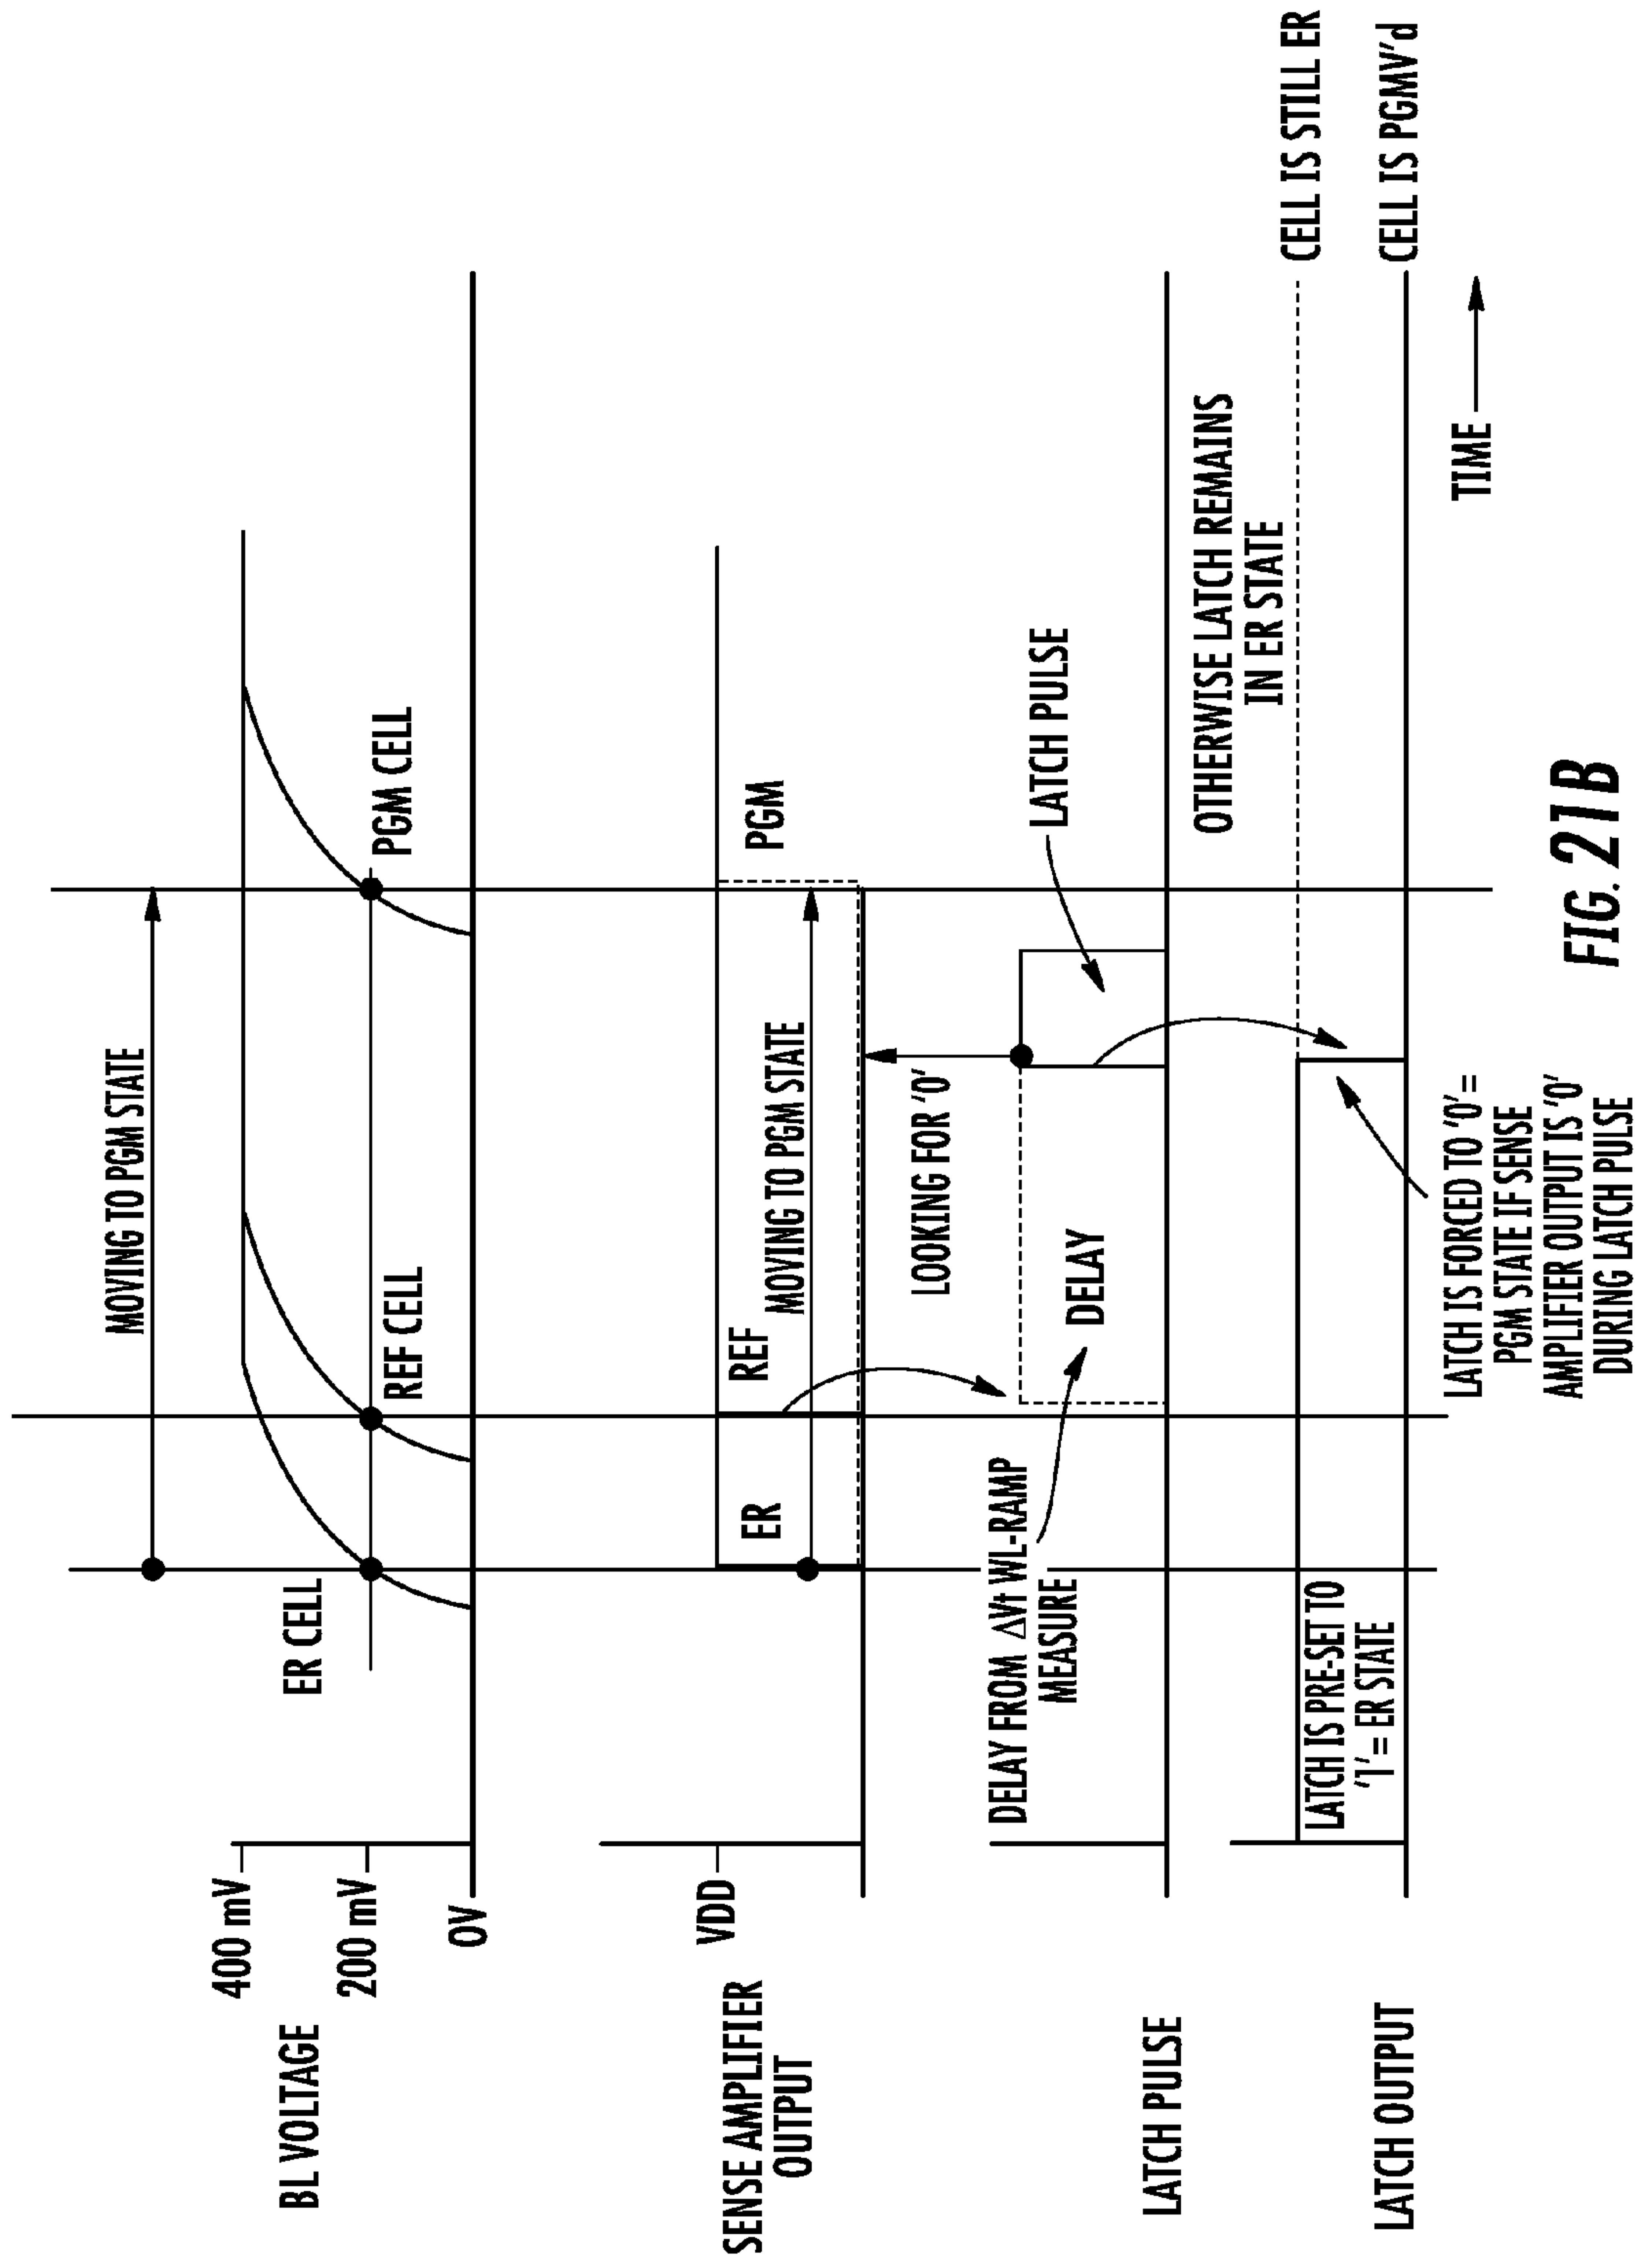 MOVING TO PGM STATE
400 mV
200 mV
0V
BL VOLTAGE
ER CELL
REF CELL
PGM CELL
VDD
SENSE AMPLIFIER
OUTPUT
ER
REF
MOVING TO PGM STATE
PGM
LOOKING FOR '0'
DELAY FROM ΔVt WL-RAMP
MEASURE
DELAY
LATCH PULSE
LATCH PULSE
OTHERWISE LATCH REMAINS
IN ER STATE
CELL IS STILL ER
LATCH IS PRE-SET TO
'1'= ER STATE
LATCH OUTPUT
CELL IS PGMV'd
LATCH IS FORCED TO '0'=
PGM STATE IF SENSE
AMPLIFIER OUTPUT IS '0'
DURING LATCH PULSE
TIME
FIG. 21B